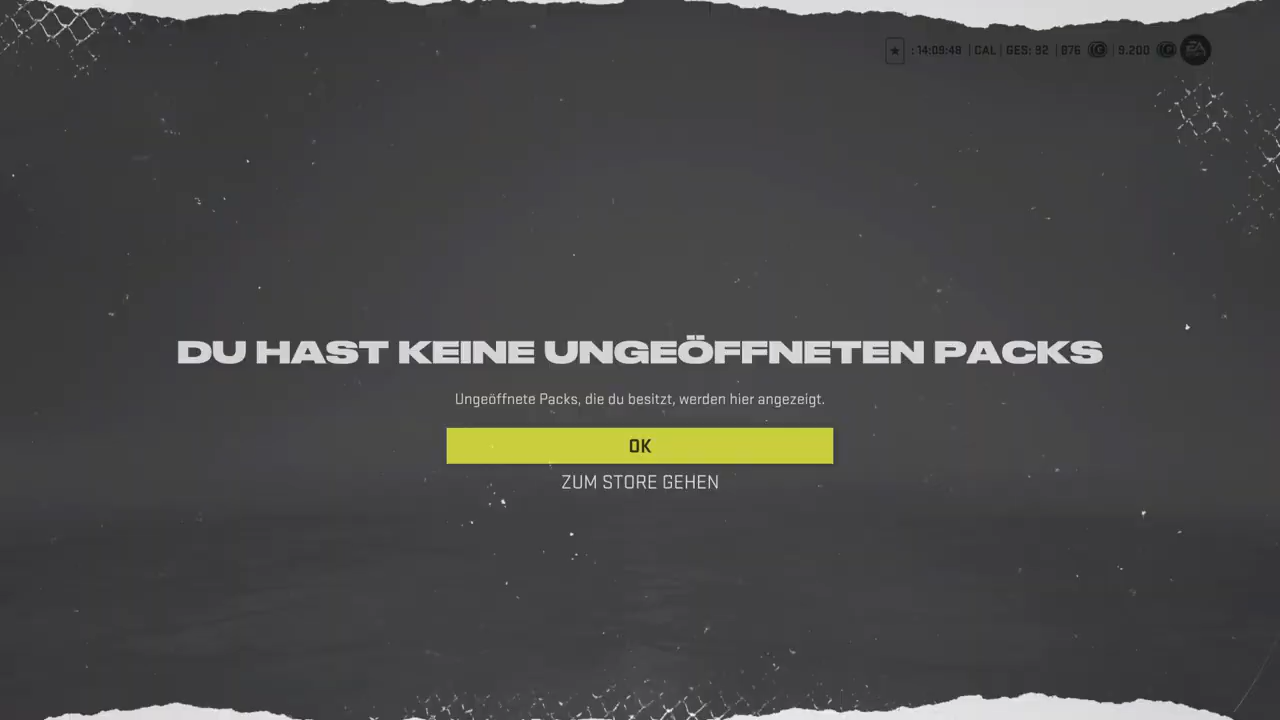 : 14:09:48 | CAL | GES: 92 | 876 | 9.200 EA
DU HAST KEINE UNGEÖFFNETEN PACKS
Ungeöffnete Packs, die du besitzt, werden hier angezeigt.
OK
ZUM STORE GEHEN